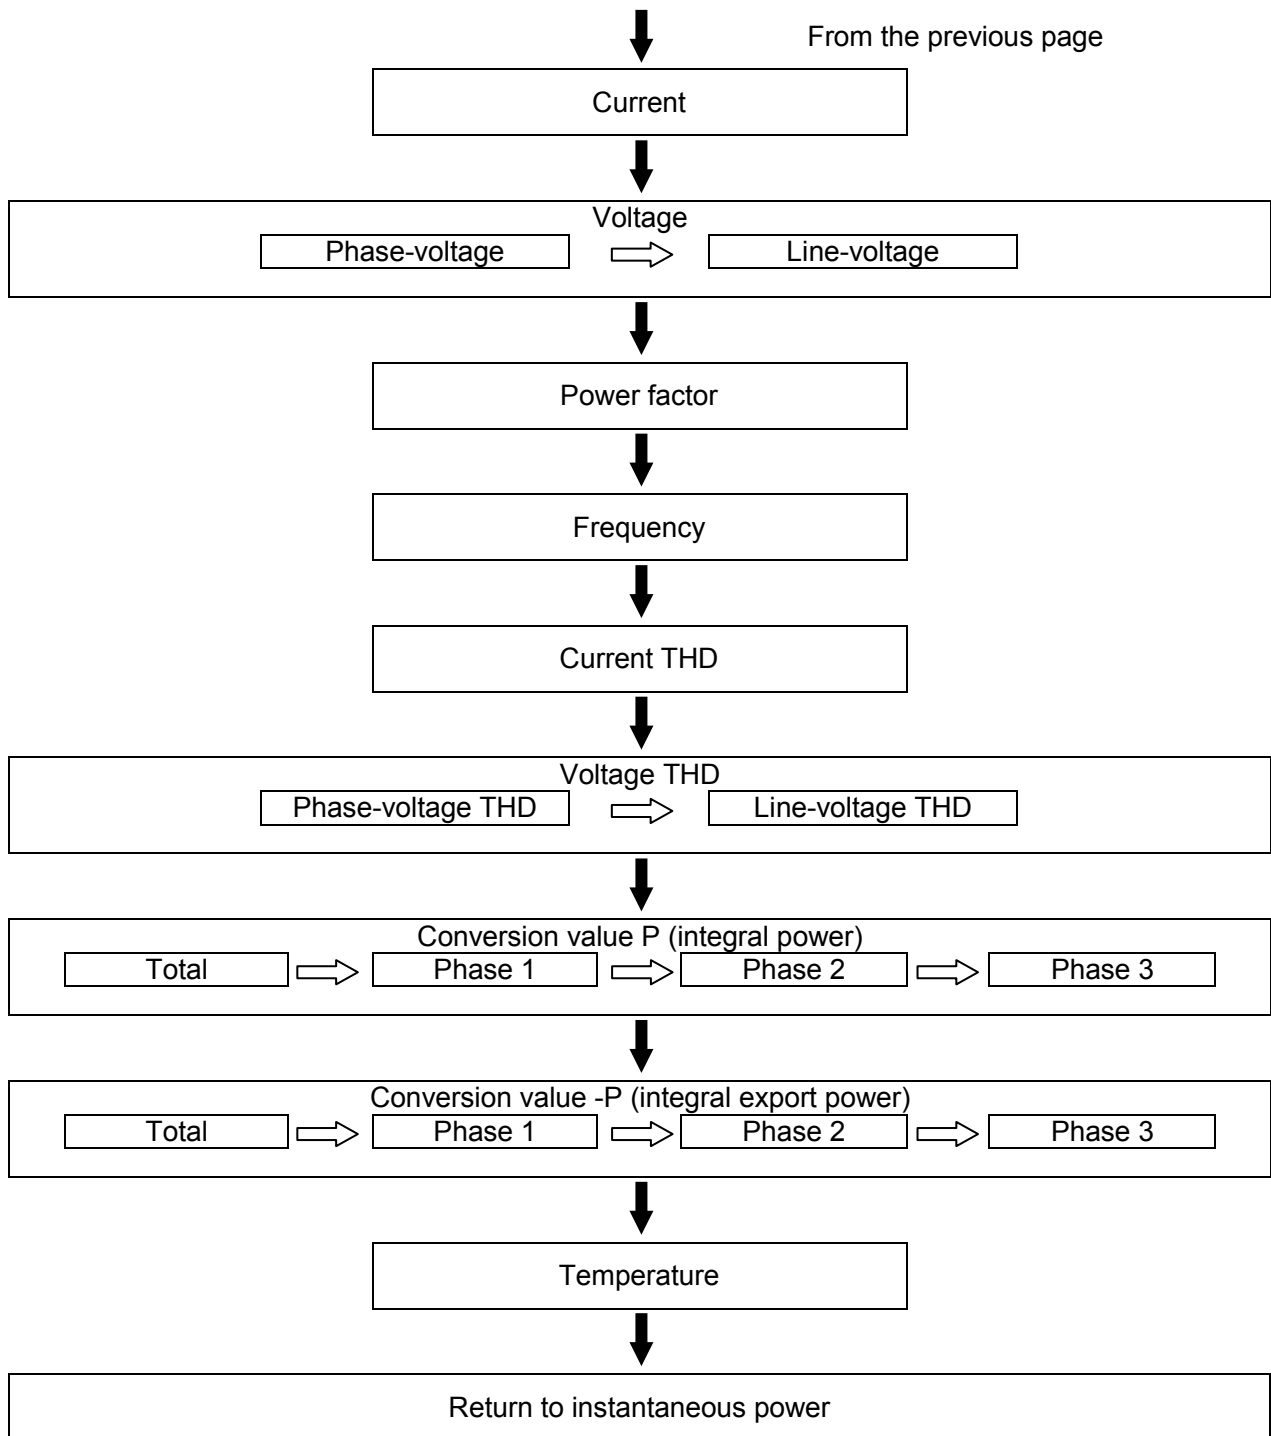 From the previous page
Current
Voltage
Phase-voltage
Line-voltage
Power factor
Frequency
Current THD
Voltage THD
Phase-voltage THD
Line-voltage THD
Conversion value P (integral power)
Total
Phase 1
Phase 2
Phase 3
Conversion value -P (integral export power)
Total
Phase 1
Phase 2
Phase 3
Temperature
Return to instantaneous power